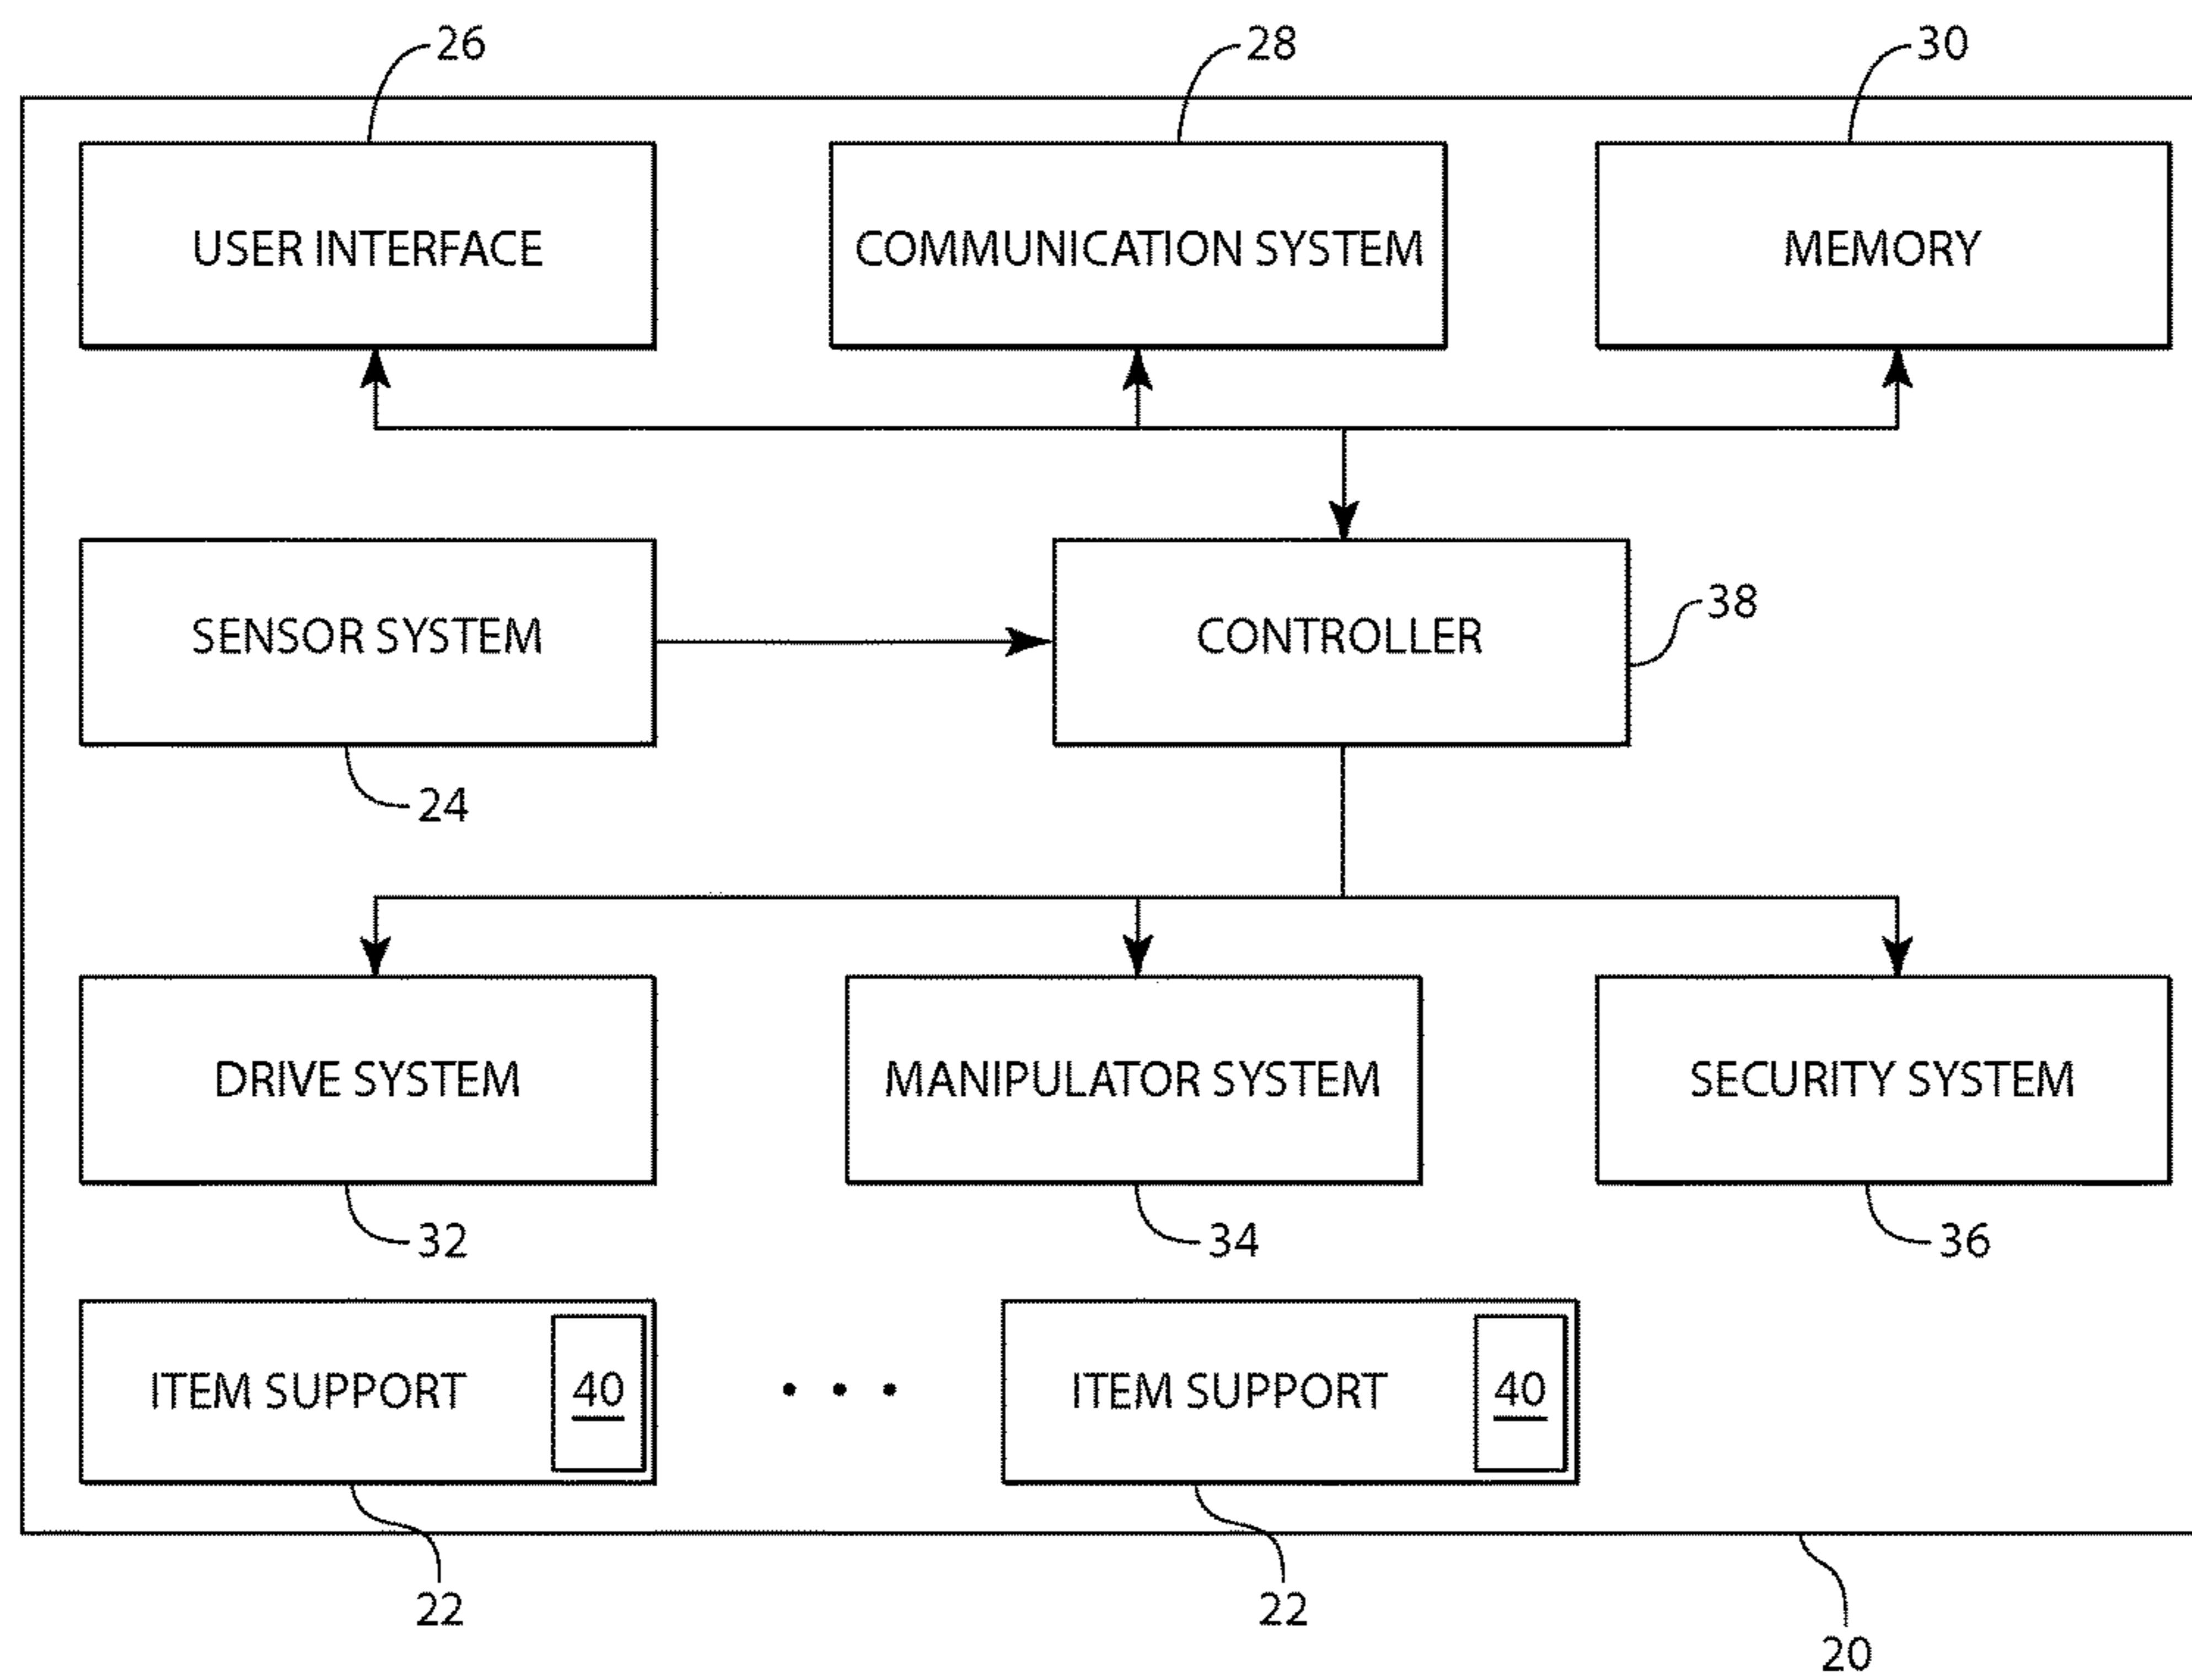 26
28
30
USER INTERFACE
COMMUNICATION SYSTEM
MEMORY
SENSOR SYSTEM
CONTROLLER
38
24
DRIVE SYSTEM
MANIPULATOR SYSTEM
SECURITY SYSTEM
32
34
36
ITEM SUPPORT
40
ITEM SUPPORT
40
22
22
20